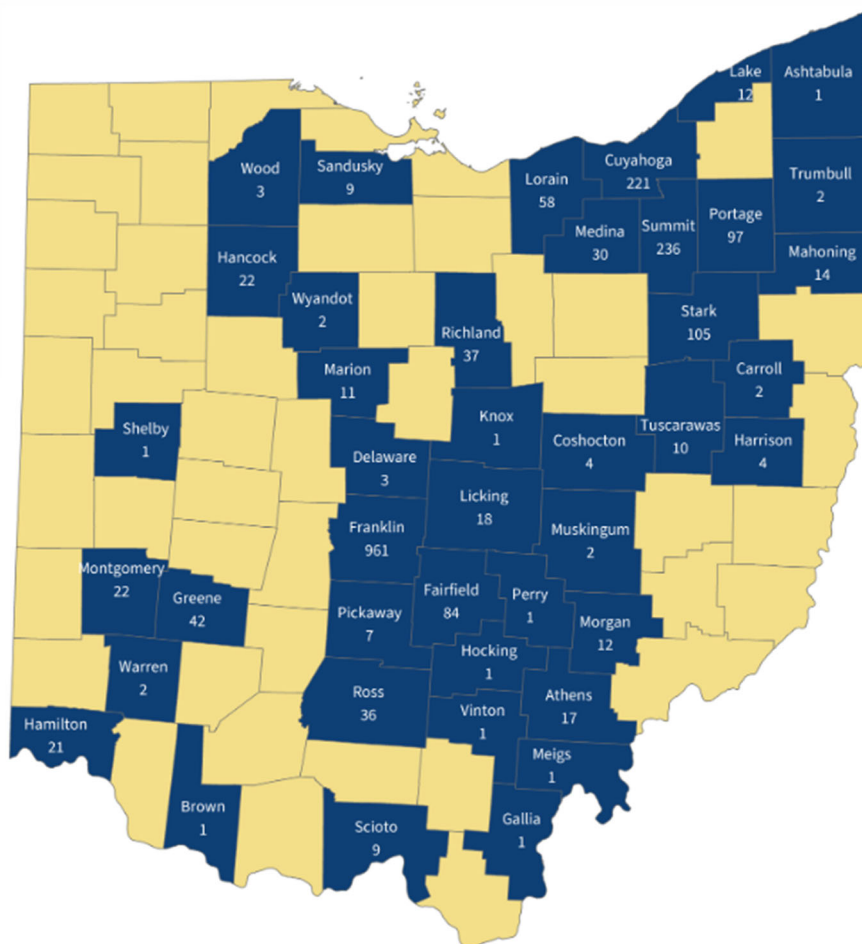 Lake
12
Ashtabula
1
Wood
3
Sandusky
9
Lorain
58
Cuyahoga
221
Trumbull
2
Medina
30
Summit
236
Portage
97
Mahoning
14
Hancock
22
Wyandot
2
Richland
37
Stark
105
Marion
11
Carroll
2
Shelby
1
Knox
1
Delaware
3
Coshocton
4
Tuscarawas
10
Harrison
4
Licking
18
Franklin
961
Muskingum
2
Montgomery
22
Greene
42
Pickaway
7
Fairfield
84
Perry
1
Morgan
12
Hocking
1
Warren
2
Ross
36
Vinton
1
Athens
17
Hamilton
21
Meigs
1
Brown
1
Scioto
9
Gallia
1